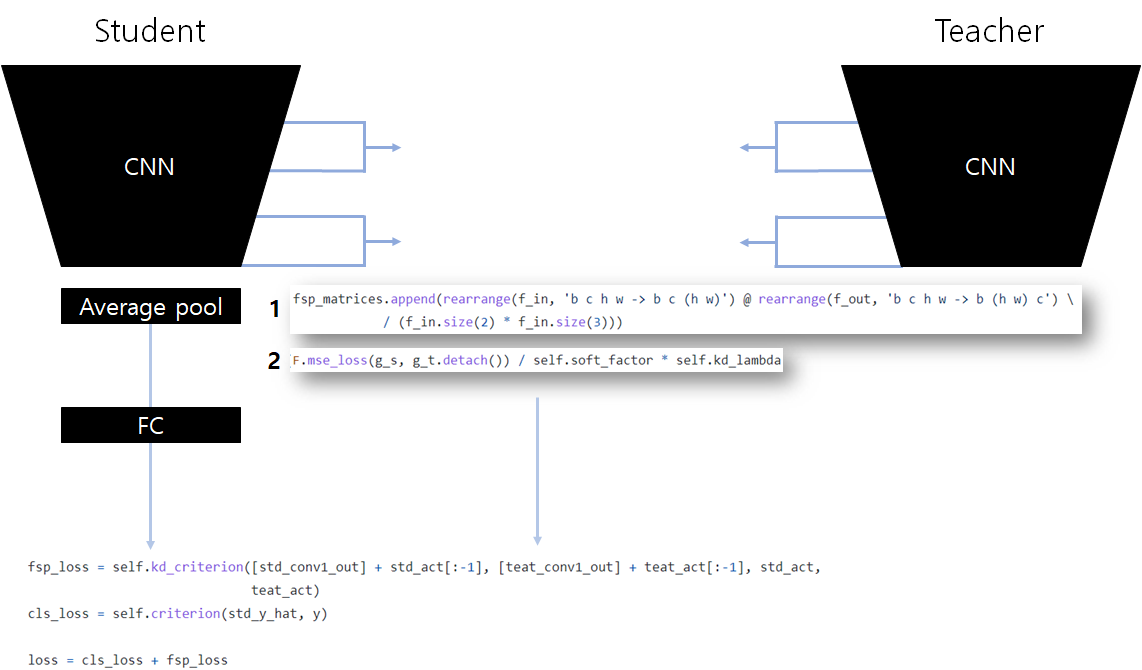 Student
Teacher
CNN
CNN
Average pool
1
fsp_matrices.append(rearrange(f_in, 'b c h w -> b c (h w)') @ rearrange(f_out, 'b c h w -> b (h w) c') \
/ (f_in.size(2) * f_in.size(3)))
2
F.mse_loss(g_s, g_t.detach()) / self.soft_factor * self.kd_lambda
FC
fsp_loss = self.kd_criterion([std_conv1_out] + std_act[:-1], [teat_conv1_out] + teat_act[:-1], std_act,
teat_act)
cls_loss = self.criterion(std_y_hat, y)
loss = cls_loss + fsp_loss